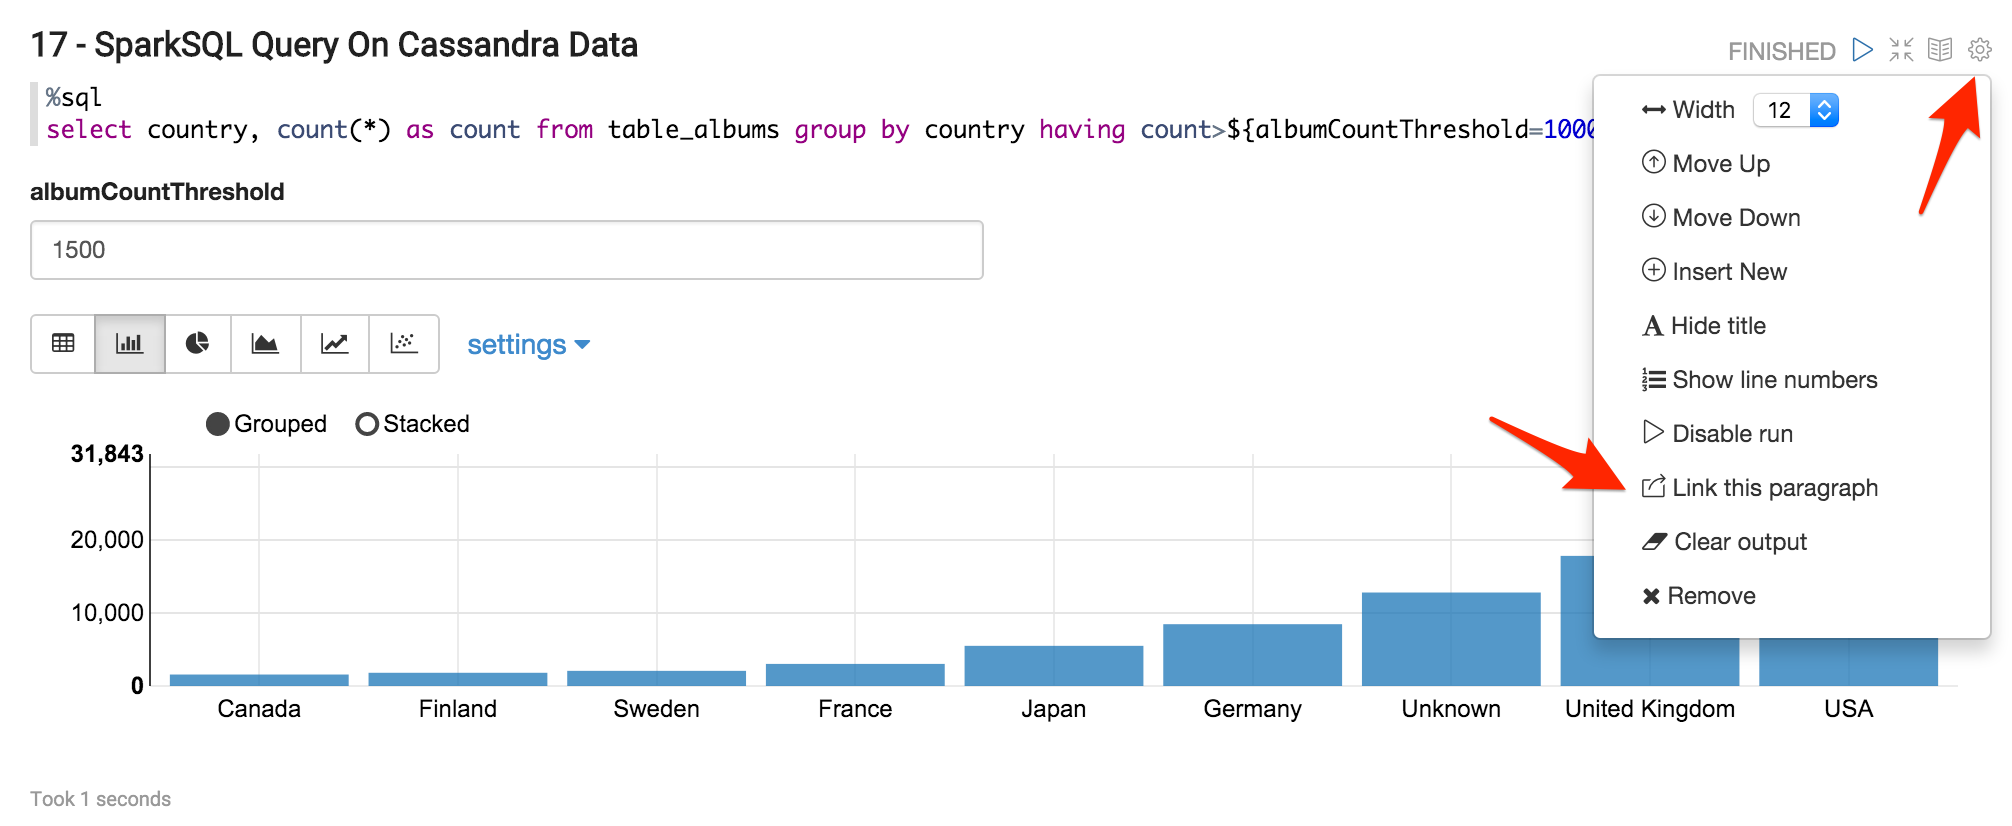 17 - SparkSQL Query On Cassandra Data
FINISHED
%sql
select country, count(*) as count from table_albums group by country having count>${albumCountThreshold=1000
albumCountThreshold
1500
settings
Grouped Stacked
31,843
20,000
10,000
0
Canada Finland Sweden France Japan Germany Unknown United Kingdom USA
Took 1 seconds
Width 12
Move Up
Move Down
Insert New
Hide title
Show line numbers
Disable run
Link this paragraph
Clear output
Remove